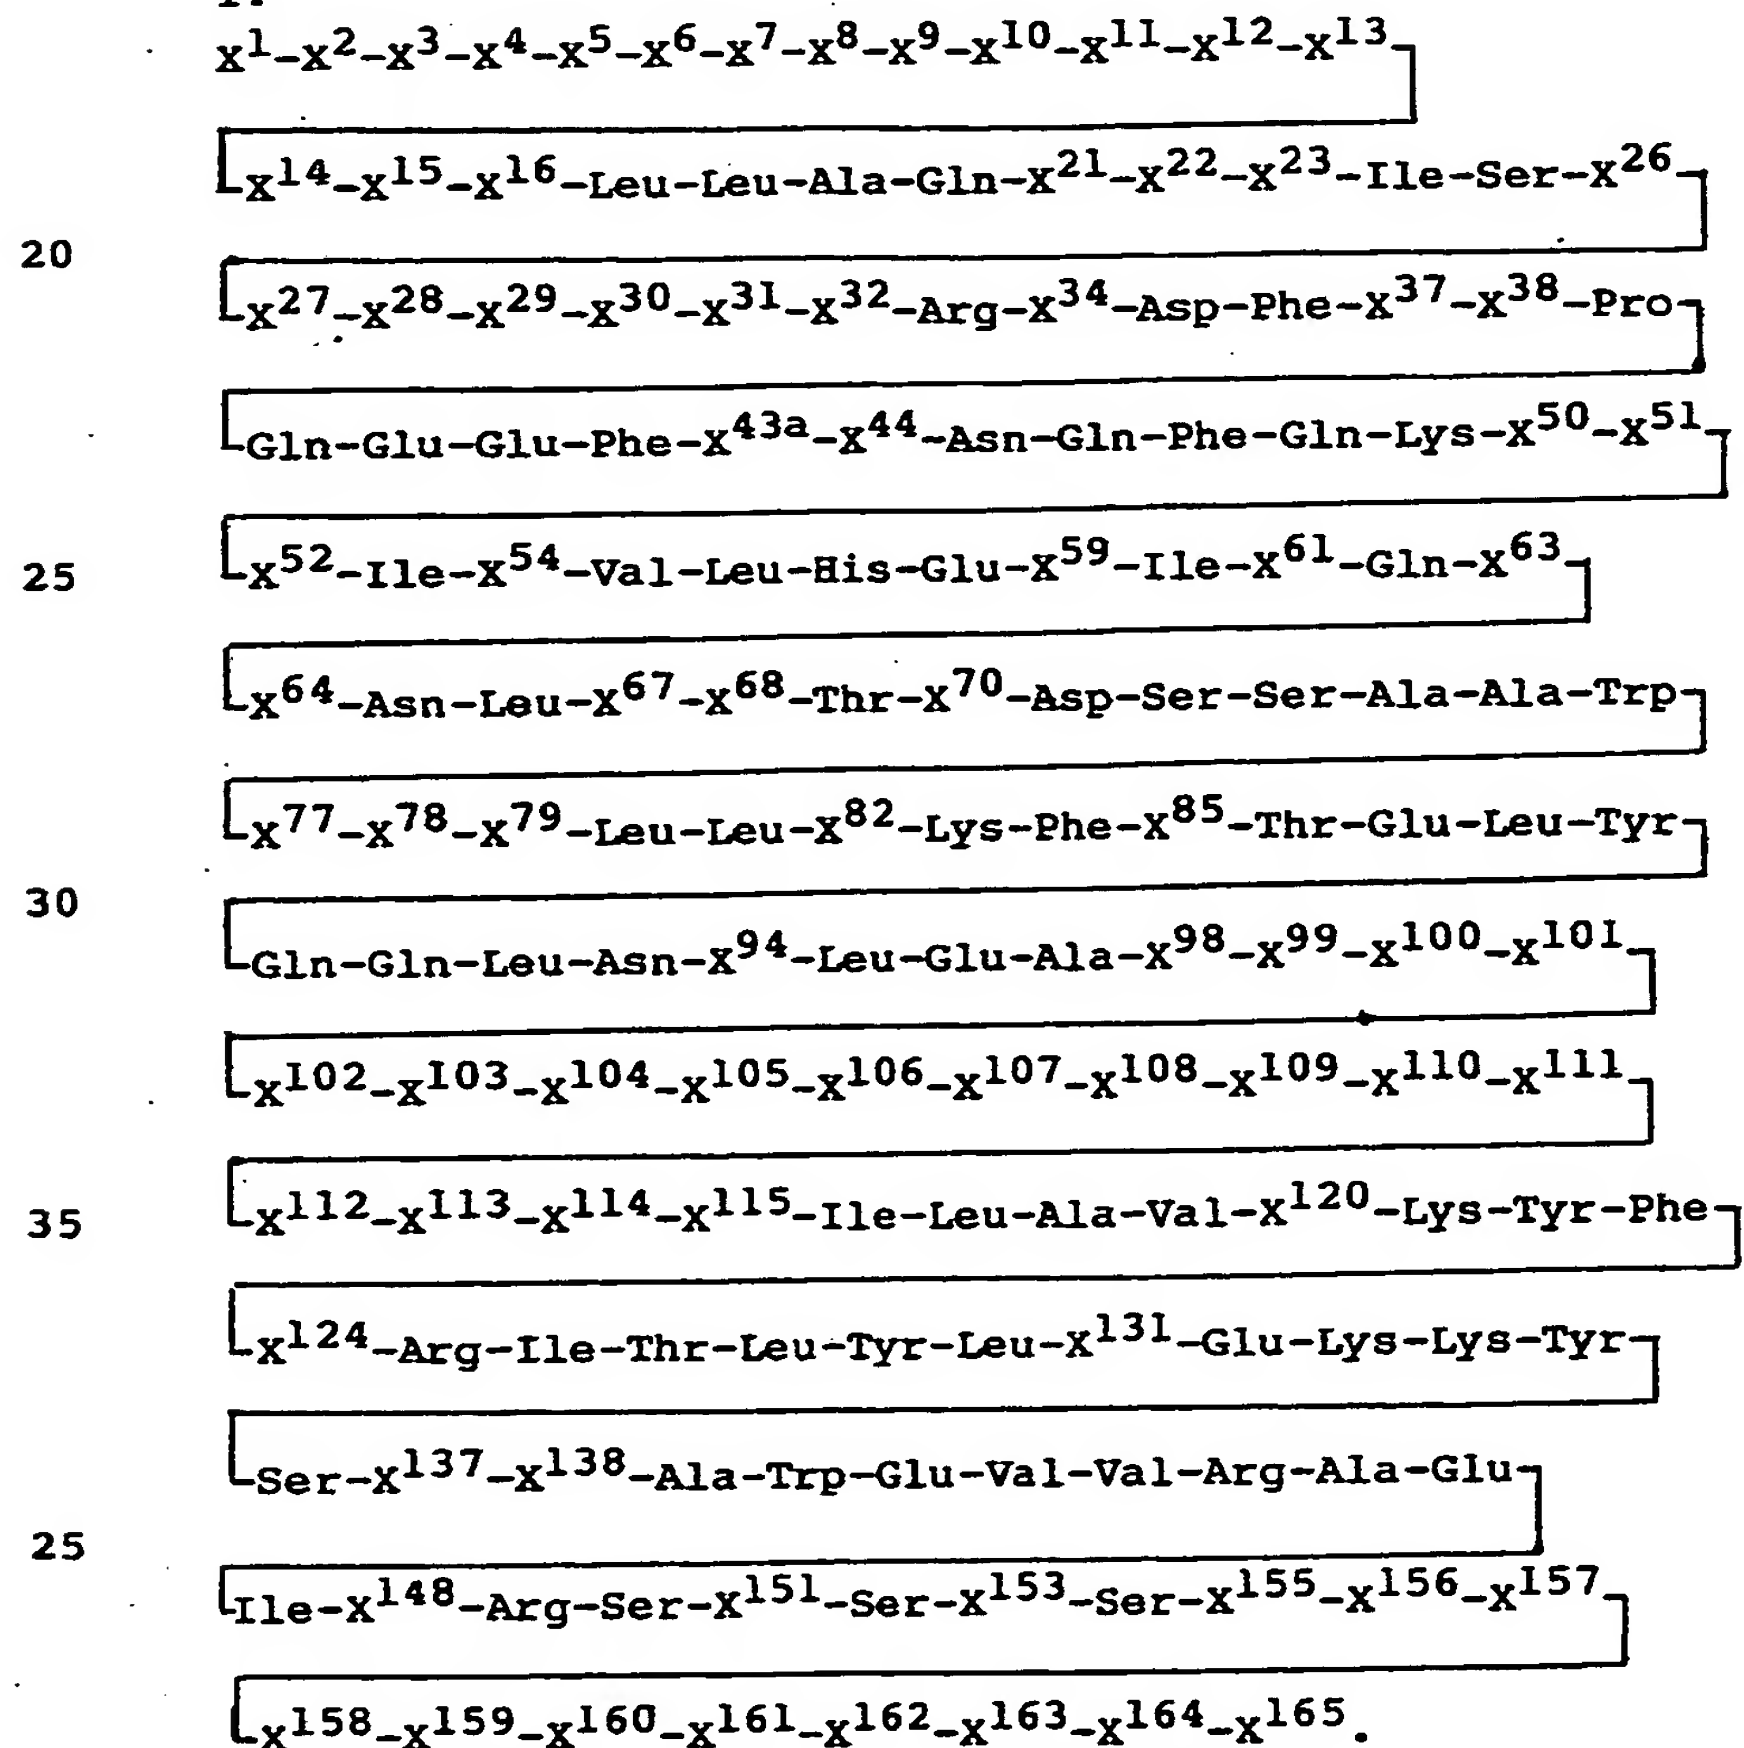 x1-x2-x3-x4-x5-x6-x7-x8-x9-x10-x11-x12-x13
x14-x15-x16-Leu-Leu-Ala-Gln-x21-x22-x23-Ile-Ser-x26
20
x27-x28-x29-x30-x31-x32-Arg-x34-Asp-Phe-x37-x38-Pro
Gln-Glu-Glu-Phe-x43a-x44-Asn-Gln-Phe-Gln-Lys-x50-x51
25 x52-Ile-x54-Val-Leu-His-Glu-x59-Ile-x61-Gln-x63
x64-Asn-Leu-x67-x68-Thr-x70-Asp-Ser-Ser-Ala-Ala-Trp
x77-x78-x79-Leu-Leu-x82-Lys-Phe-x85-Thr-Glu-Leu-Tyr
30
Gln-Gln-Leu-Asn-x94-Leu-Glu-Ala-x98-x99-x100-x101
x102-x103-x104-x105-x106-x107-x108-x109-x110-x111
35 x112-x113-x114-x115-Ile-Leu-Ala-Val-x120-Lys-Tyr-Phe
x124-Arg-Ile-Thr-Leu-Tyr-Leu-x131-Glu-Lys-Lys-Tyr
Ser-x137-x138-Ala-Trp-Glu-Val-Val-Arg-Ala-Glu
25
Ile-x148-Arg-Ser-x151-Ser-x153-Ser-x155-x156-x157
x158-x159-x160-x161-x162-x163-x164-x165.